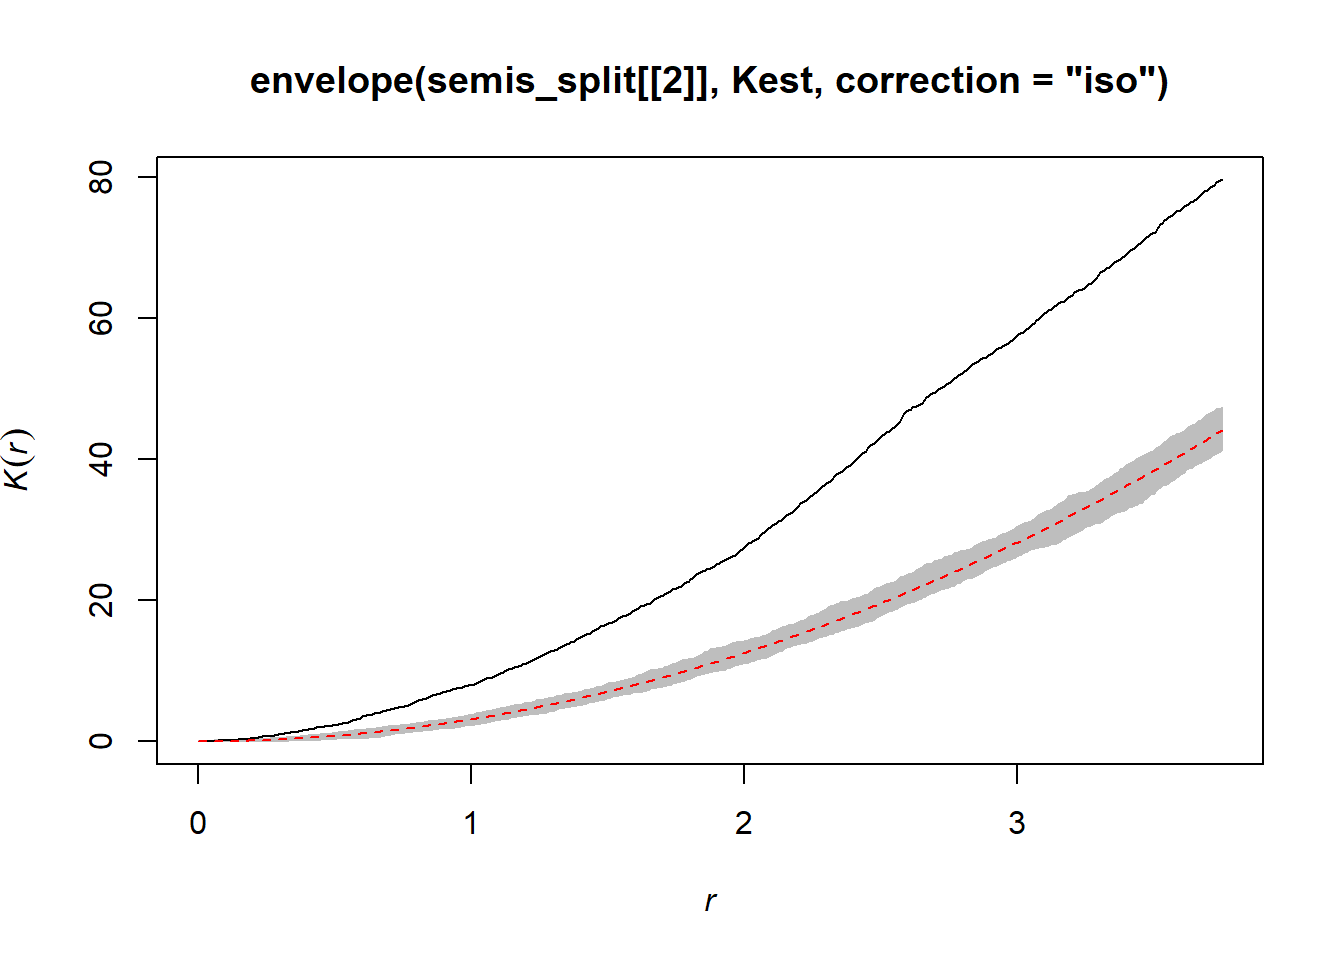 envelope(semis_split[[2]], Kest, correction = "iso")
80
60
40
20
0
K(r)
0 1 2 3
r